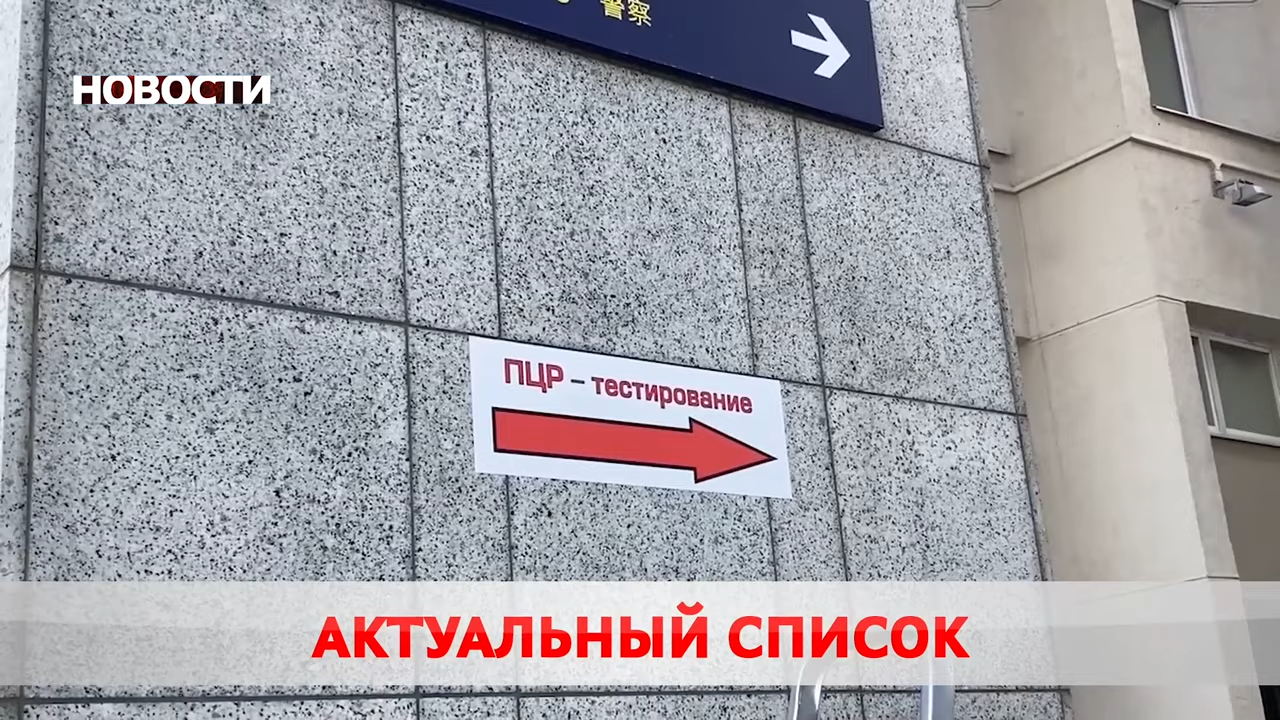 警察
НОВОСТИ
ПЦР – тестирование
АКТУАЛЬНЫЙ СПИСОК